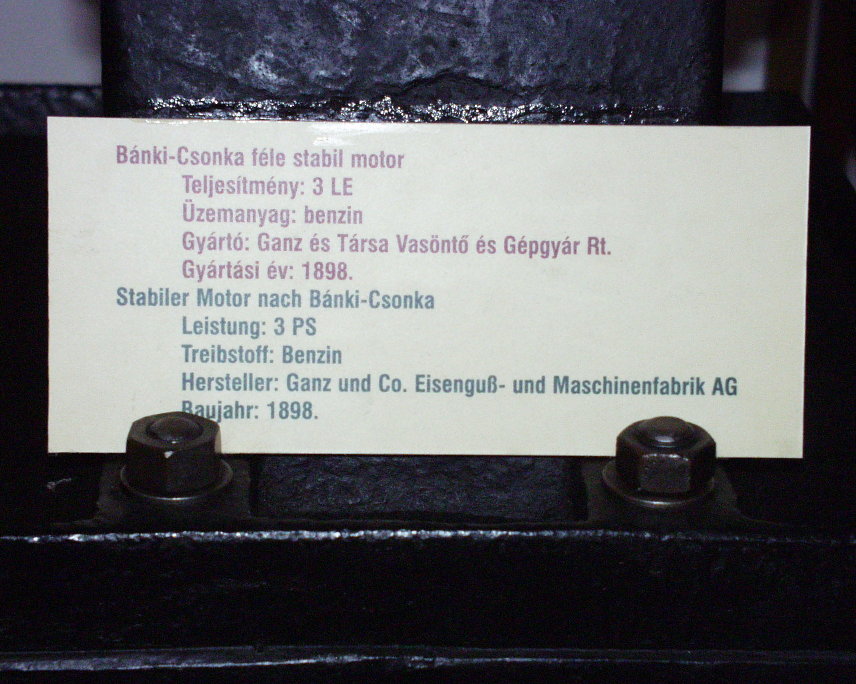 Bánki-Csonka féle stabil motor
Teljesítmény: 3 LE
Üzemanyag: benzin
Gyártó: Ganz és Társa Vasöntő és Gépgyár Rt.
Gyártási év: 1898.
Stabiler Motor nach Bánki-Csonka
Leistung: 3 PS
Treibstoff: Benzin
Hersteller: Ganz und Co. Eisenguß- und Maschinenfabrik AG
Baujahr: 1898.